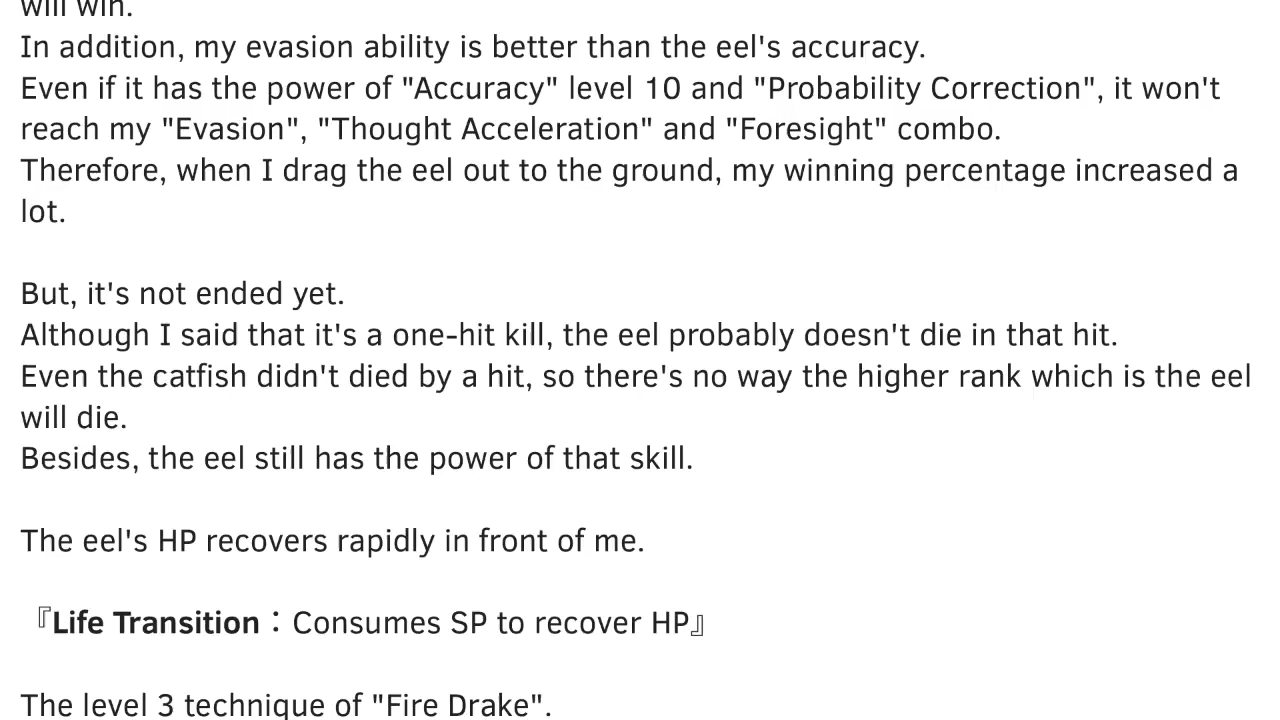 will win.
In addition, my evasion ability is better than the eel's accuracy.
Even if it has the power of "Accuracy" level 10 and "Probability Correction", it won't
reach my "Evasion", "Thought Acceleration" and "Foresight" combo.
Therefore, when I drag the eel out to the ground, my winning percentage increased a
lot.
But, it's not ended yet.
Although I said that it's a one-hit kill, the eel probably doesn't die in that hit.
Even the catfish didn't died by a hit, so there's no way the higher rank which is the eel
will die.
Besides, the eel still has the power of that skill.
The eel's HP recovers rapidly in front of me.
『Life Transition：Consumes SP to recover HP』
The level 3 technique of "Fire Drake".